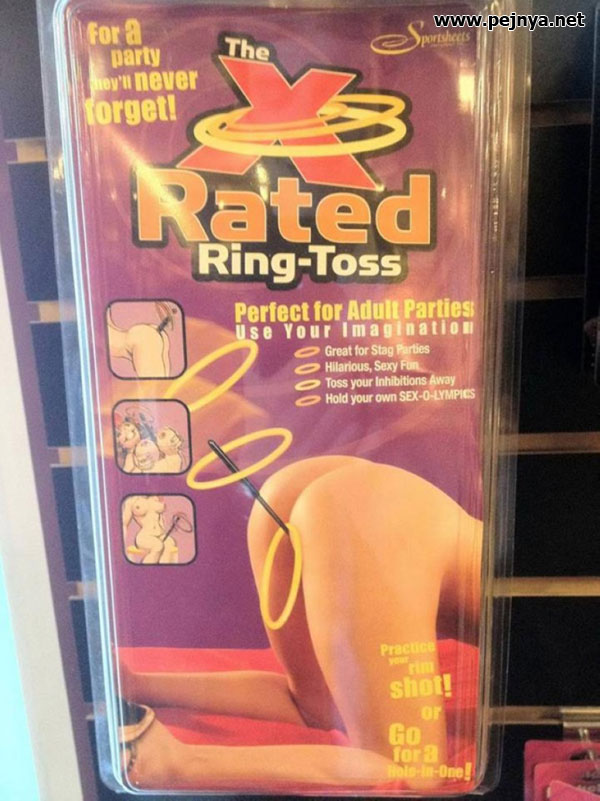 www.pejnya.net
Sportsheets
for a
party
they'll never
forget!
The
X
Rated
Ring-Toss
Perfect for Adult Parties
Use Your Imagination
Great for Stag Parties
Hilarious, Sexy Fun
Toss your Inhibitions Away
Hold your own SEX-O-LYMPICS
Practice
your rim
shot!
or
Go
for a
Hole-in-One!